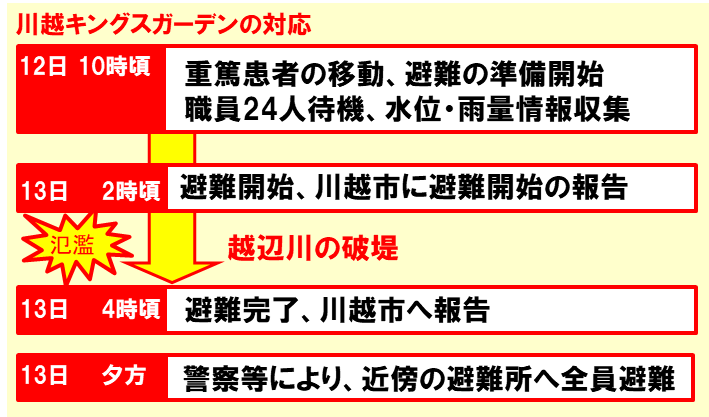 川越キングスガーデンの対応
12日 10時頃
重篤患者の移動、避難の準備開始
職員24人待機、水位・雨量情報収集
13日 2時頃
避難開始、川越市に避難開始の報告
氾濫
越辺川の破堤
13日 4時頃
避難完了、川越市へ報告
13日 夕方
警察等により、近傍の避難所へ全員避難